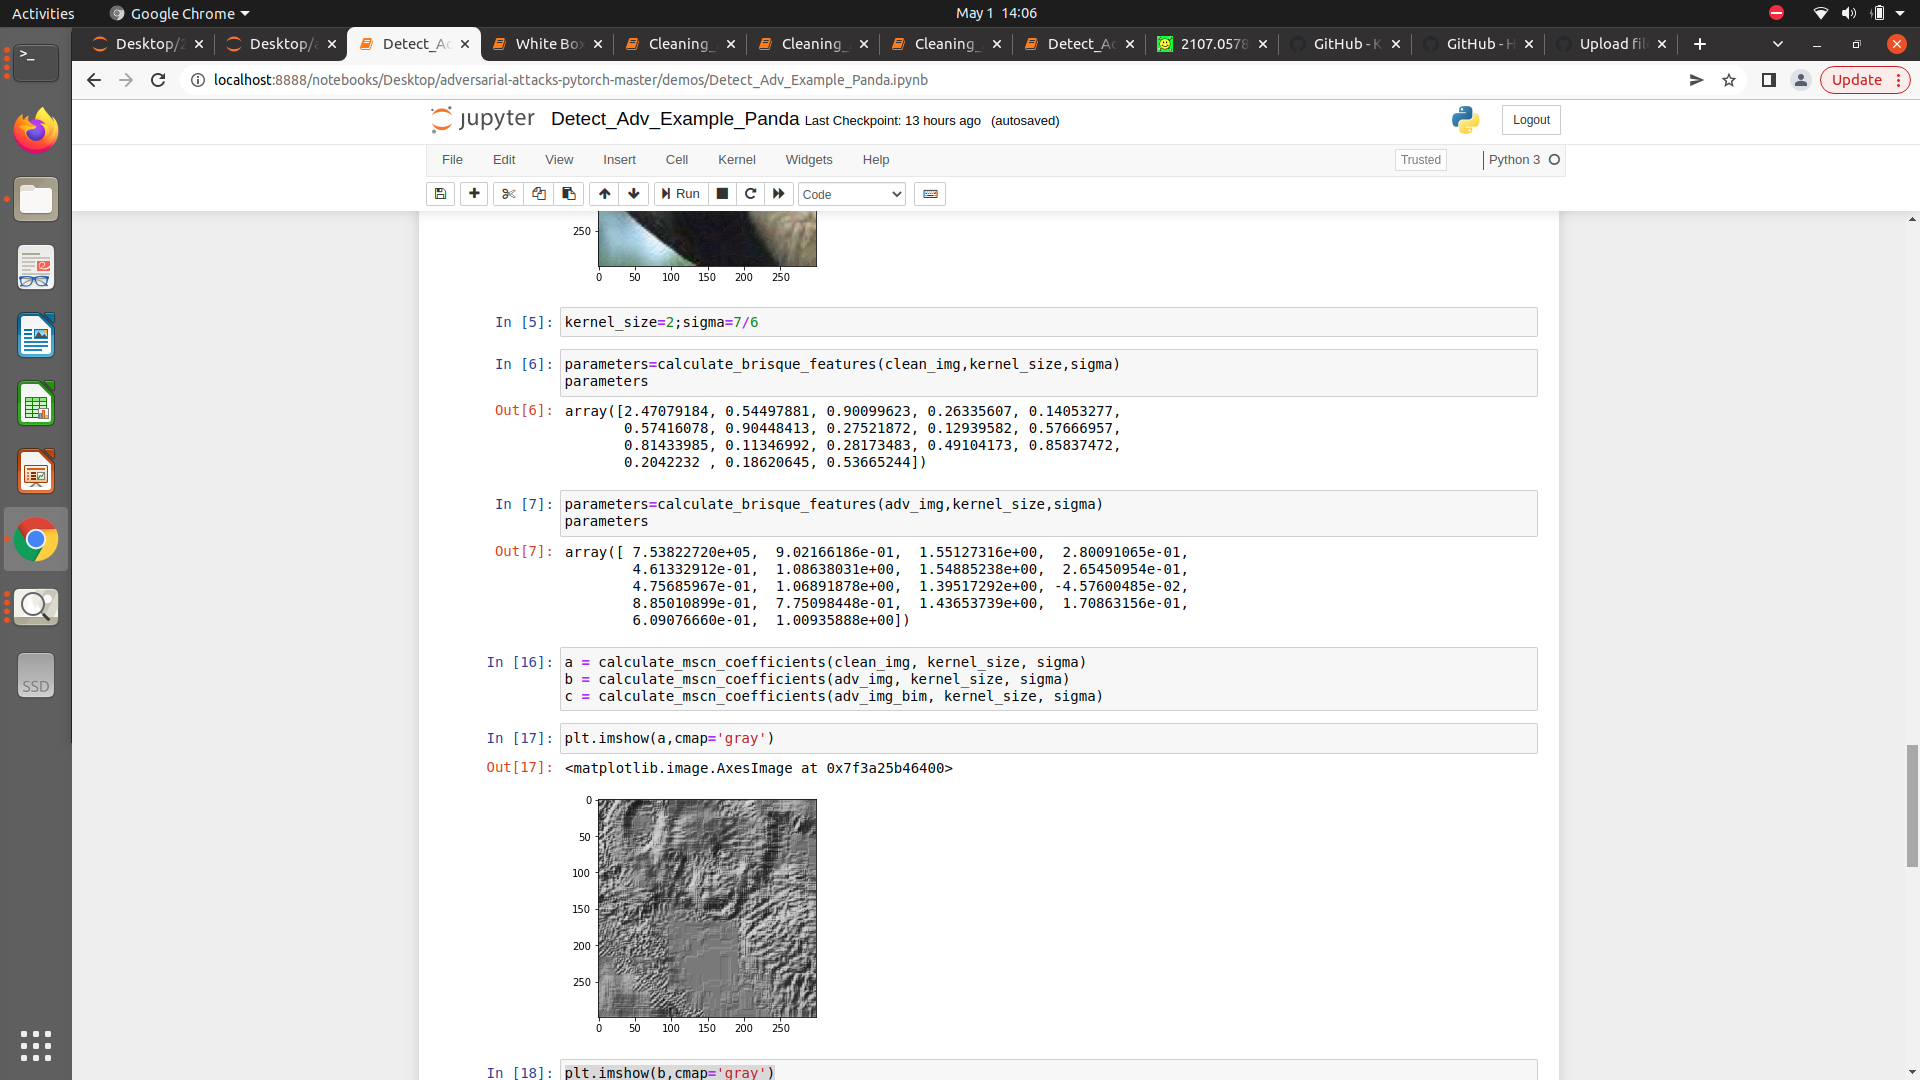 Activities
Google Chrome
May 1 14:06
Desktop/2
Desktop/a
Detect_Ad
White Box
Cleaning_
Cleaning_
Cleaning_
Detect_Ad
2107.0578
GitHub - K
GitHub - H
Upload fil
localhost:8888/notebooks/Desktop/adversarial-attacks-pytorch-master/demos/Detect_Adv_Example_Panda.ipynb
Update
jupyter Detect_Adv_Example_Panda Last Checkpoint: 13 hours ago (autosaved)
Logout
File Edit View Insert Cell Kernel Widgets Help
Trusted
Python 3
Run
Code
250
0 50 100 150 200 250
In [5]: kernel_size=2;sigma=7/6
In [6]: parameters=calculate_brisque_features(clean_img,kernel_size,sigma)
parameters
Out[6]: array([2.47079184, 0.54497881, 0.90099623, 0.26335607, 0.14053277,
0.57416078, 0.90448413, 0.27521872, 0.12939582, 0.57666957,
0.81433985, 0.11346992, 0.28173483, 0.49104173, 0.85837472,
0.2042232 , 0.18620645, 0.53665244])
In [7]: parameters=calculate_brisque_features(adv_img,kernel_size,sigma)
parameters
Out[7]: array([ 7.53822720e+05, 9.02166186e-01, 1.55127316e+00, 2.80091065e-01,
4.61332912e-01, 1.08638031e+00, 1.54885238e+00, 2.65450954e-01,
4.75685967e-01, 1.06891878e+00, 1.39517292e+00, -4.57600485e-02,
8.85010899e-01, 7.75098448e-01, 1.43653739e+00, 1.70863156e-01,
6.09076660e-01, 1.00935888e+00])
In [16]: a = calculate_mscn_coefficients(clean_img, kernel_size, sigma)
b = calculate_mscn_coefficients(adv_img, kernel_size, sigma)
c = calculate_mscn_coefficients(adv_img_bim, kernel_size, sigma)
In [17]: plt.imshow(a,cmap='gray')
Out[17]: <matplotlib.image.AxesImage at 0x7f3a25b46400>
0
50
100
150
200
250
0 50 100 150 200 250
In [18]: plt.imshow(b,cmap='gray')
SSD